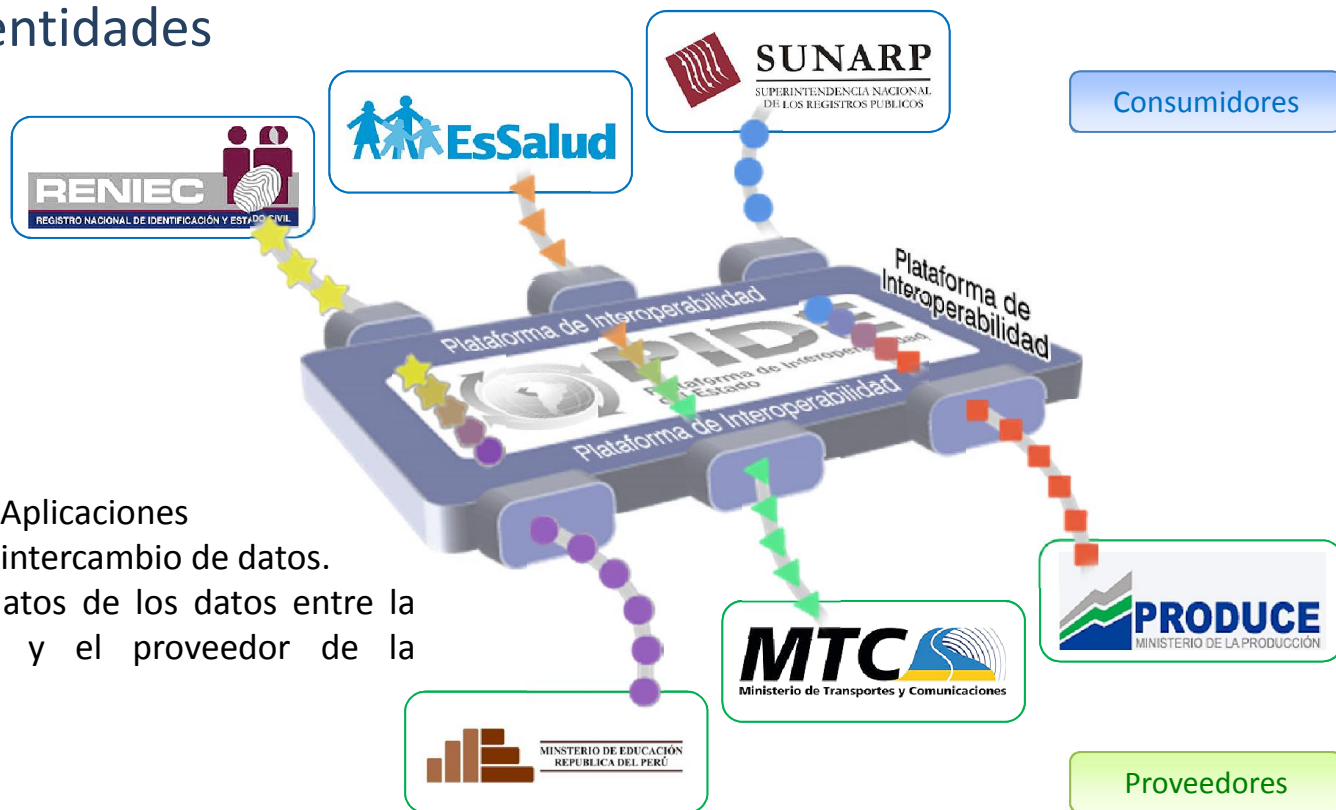 entidades
SUNARP
SUPERINTENDENCIA NACIONAL
DE LOS REGISTROS PUBLICOS
Consumidores
EsSalud
RENIEC
REGISTRO NACIONAL DE IDENTIFICACIÓN Y ESTADO CIVIL
Plataforma de
Interoperabilidad
Plataforma de Interoperabilidad
PIDE
Plataforma de Interoperabilidad
del Estado
Plataforma de Interoperabilidad
Aplicaciones
intercambio de datos.
atos de los datos entre la
y el proveedor de la
PRODUCE
MINISTERIO DE LA PRODUCCIÓN
MTC
Ministerio de Transportes y Comunicaciones
MINSTERIO DE EDUCACIÓN
REPUBLICA DEL PERÚ
Proveedores